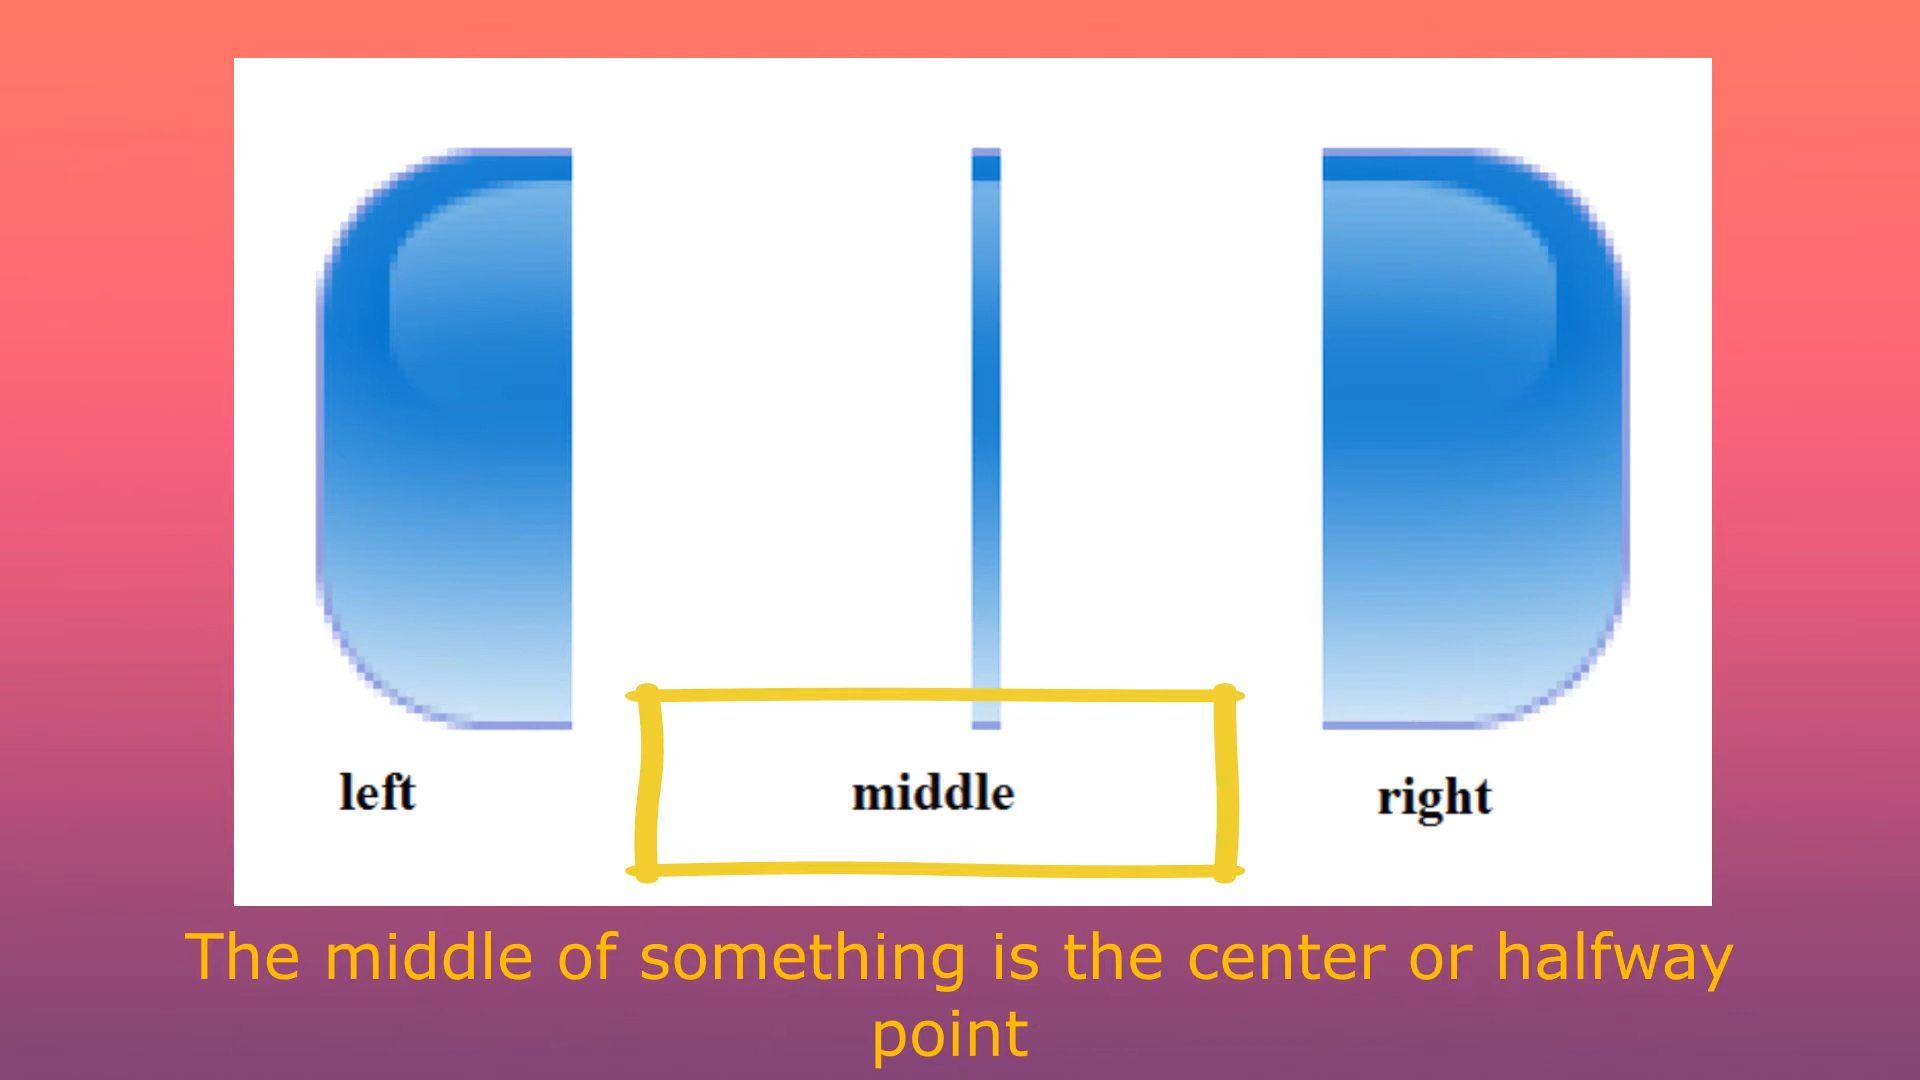 left middle right
The middle of something is the center or halfway
point